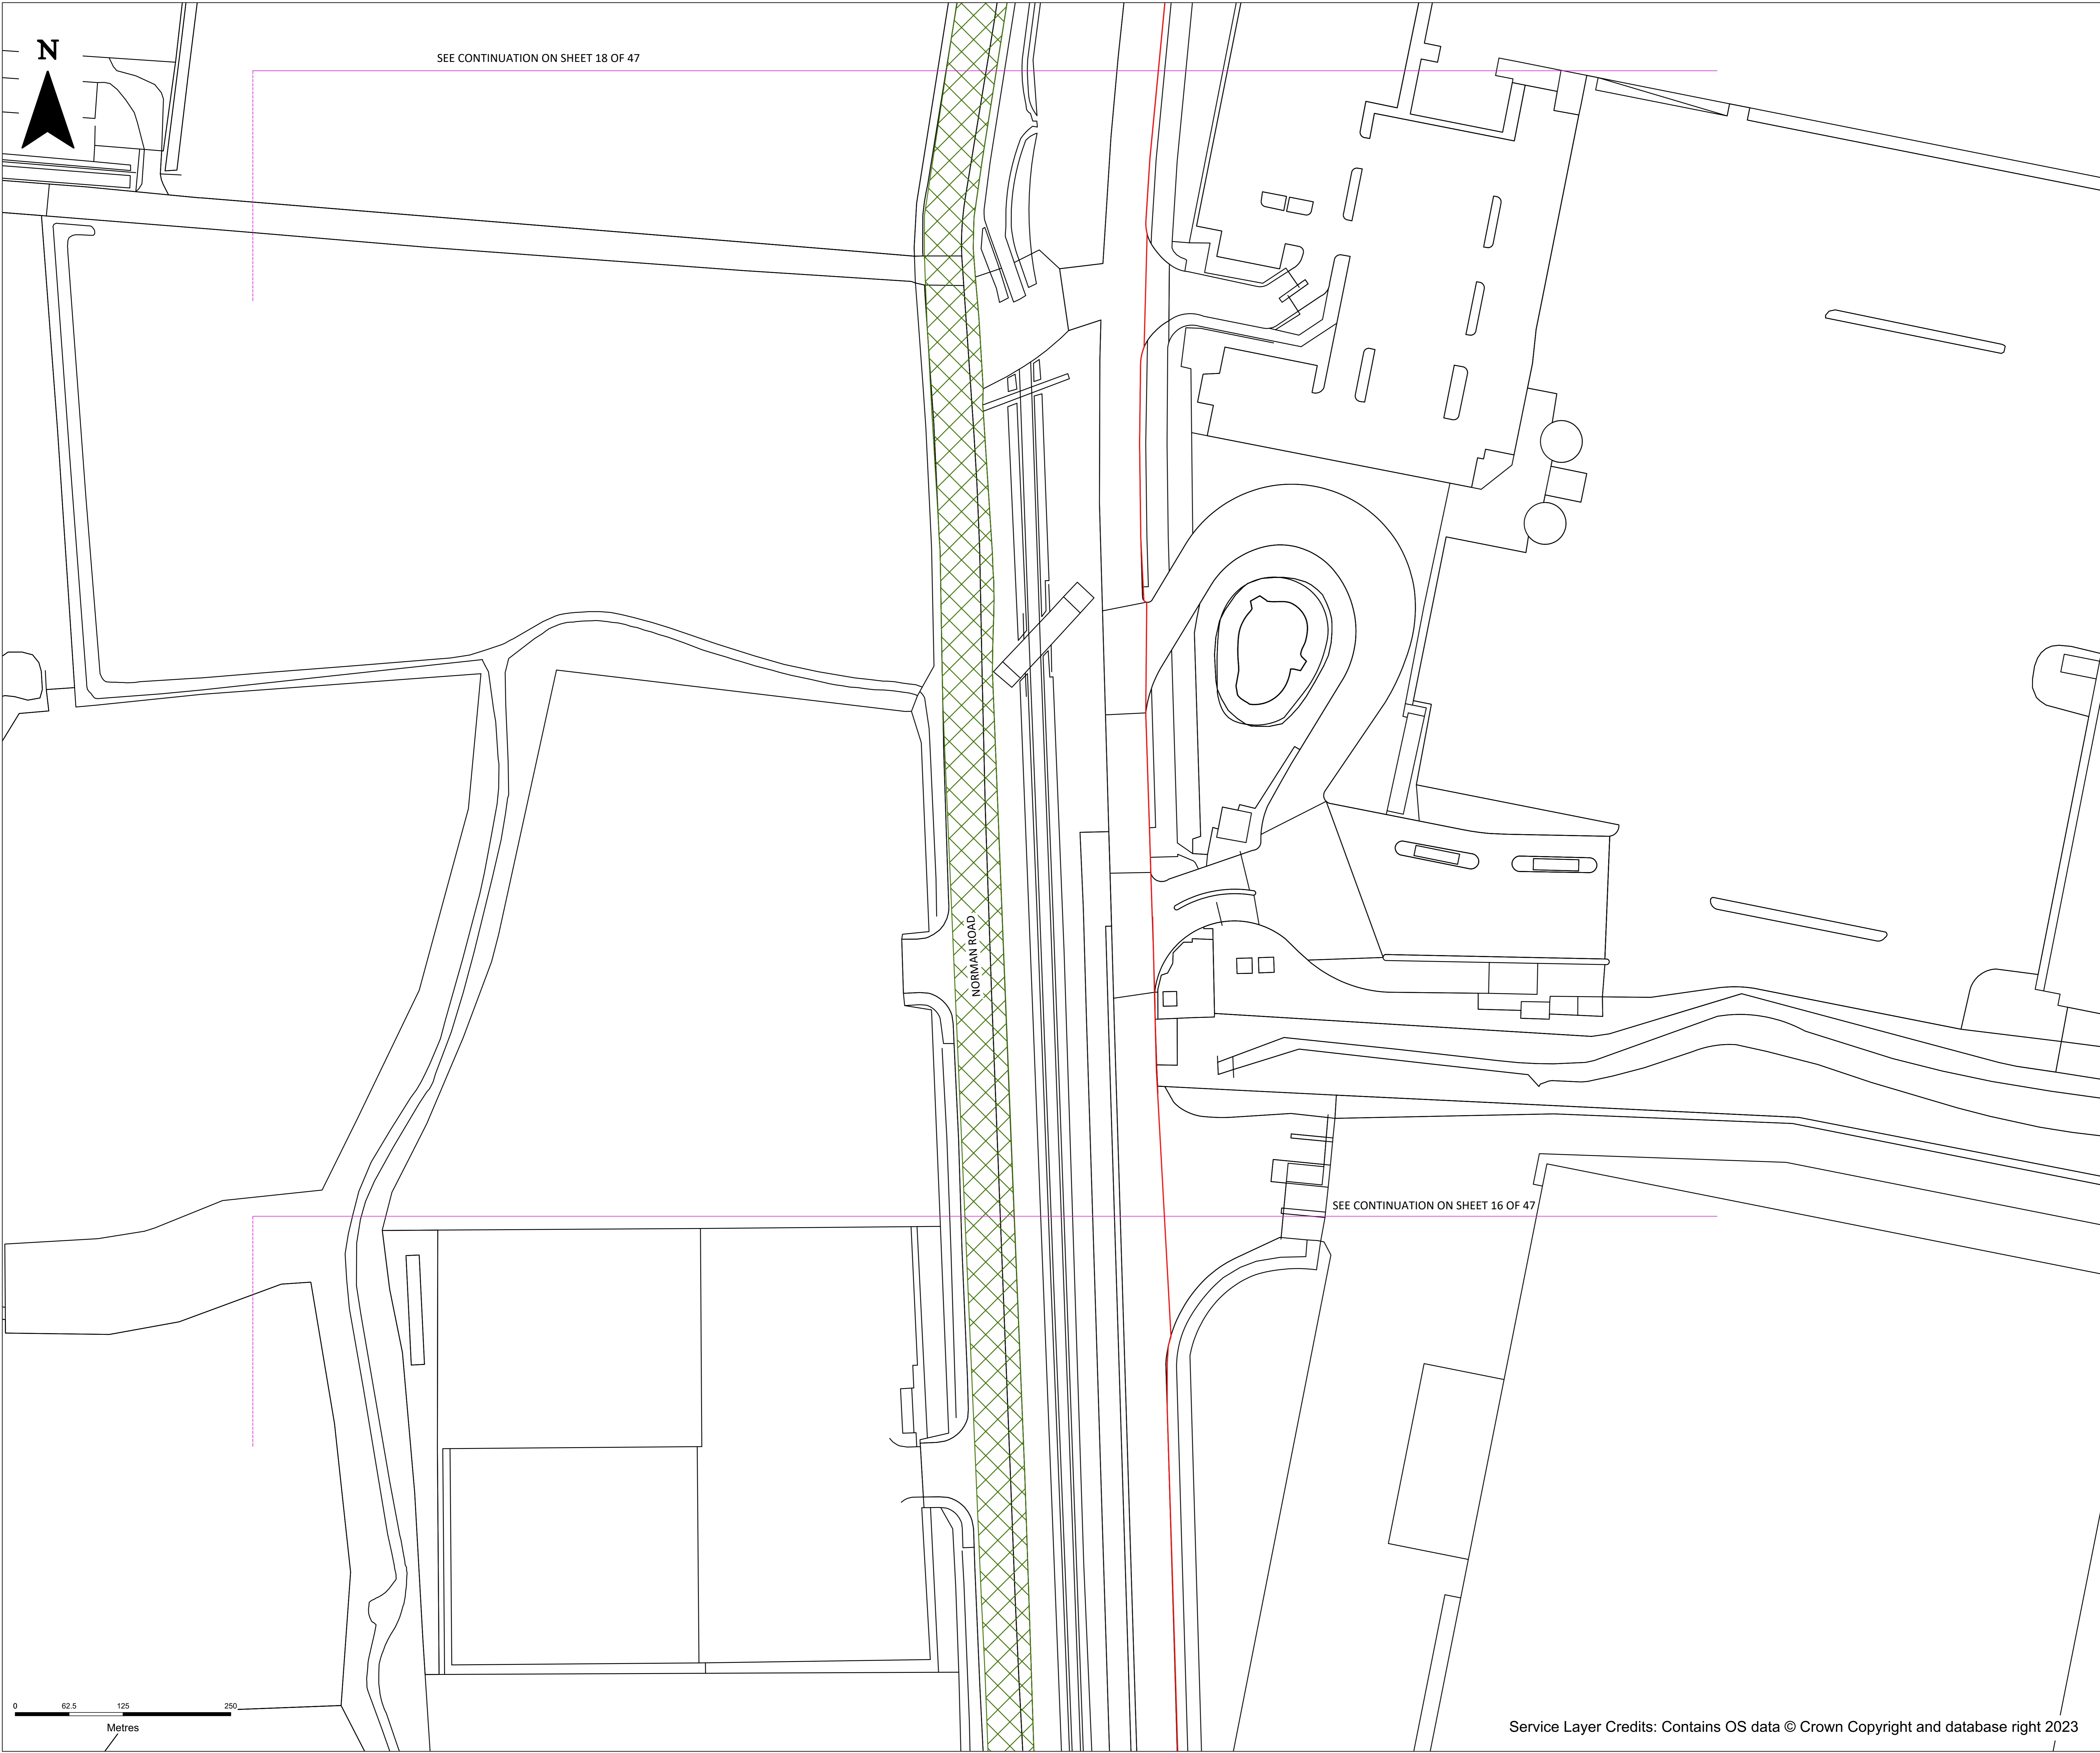 N
SEE CONTINUATION ON SHEET 18 OF 47
NORMAN ROAD
SEE CONTINUATION ON SHEET 16 OF 47
0 62.5 125 250
Metres
Service Layer Credits: Contains OS data © Crown Copyright and database right 2023